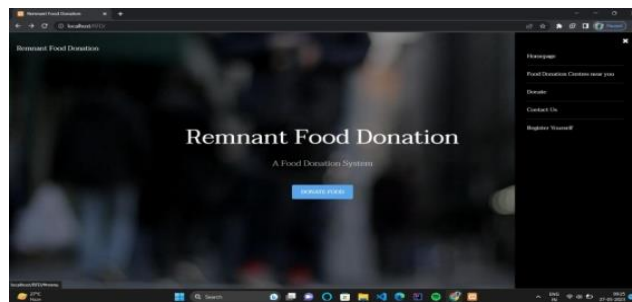 Remnant Food Donation
Remnant Food Donation
Homepage
Food Donation Centres near you
Donate
Contact Us
Register Yourself
Remnant Food Donation
A Food Donation System
DONATE FOOD
Search